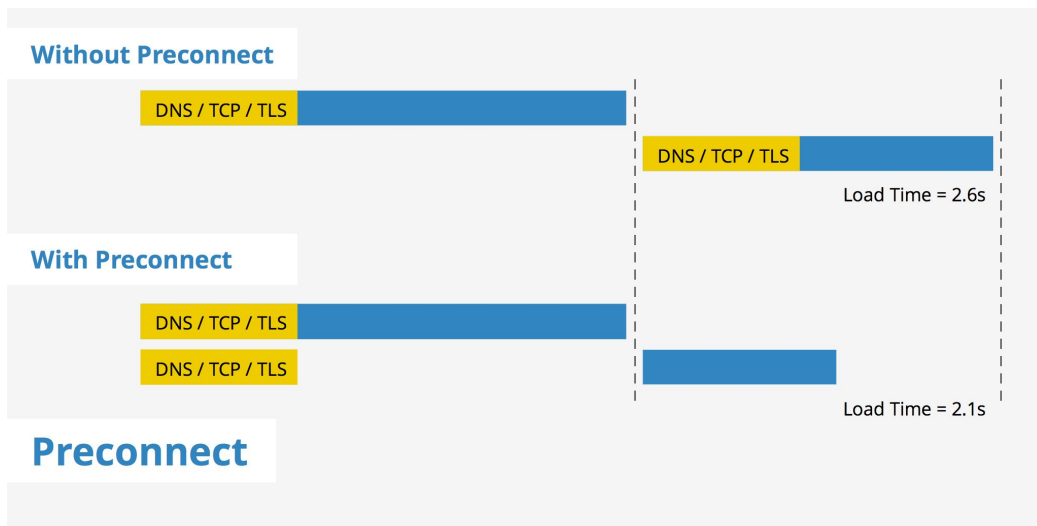 Without Preconnect
DNS / TCP / TLS
DNS / TCP / TLS
Load Time = 2.6s
With Preconnect
DNS / TCP / TLS
DNS / TCP / TLS
Load Time = 2.1s
Preconnect